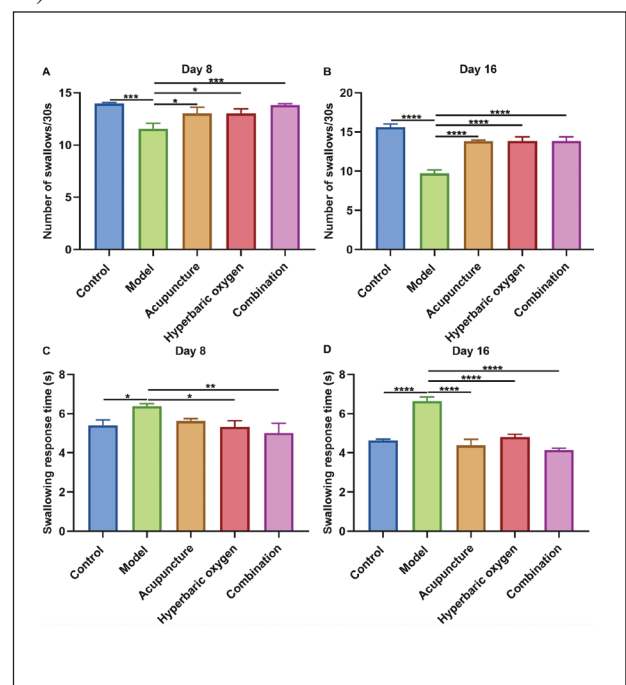 A
Day 8
Number of swallows/30s
15
10
5
0
***
*
*
***
Control
Model
Acupuncture
Hyperbaric oxygen
Combination
B
Day 16
Number of swallows/30s
20
15
10
5
0
****
****
****
****
Control
Model
Acupuncture
Hyperbaric oxygen
Combination
C
Day 8
Swallowing response time (s)
8
6
4
2
0
*
*
**
Control
Model
Acupuncture
Hyperbaric oxygen
Combination
D
Day 16
Swallowing response time (s)
8
6
4
2
0
****
****
****
****
Control
Model
Acupuncture
Hyperbaric oxygen
Combination